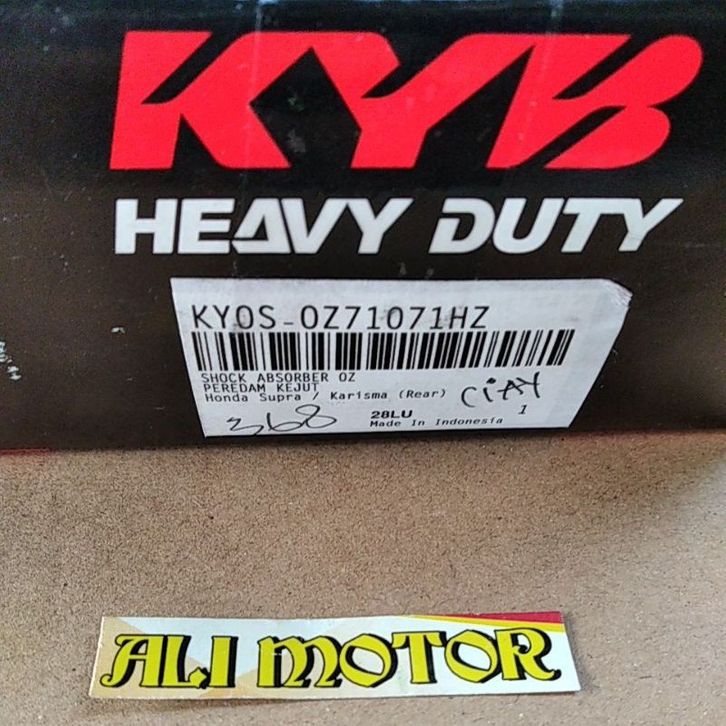 KYB
HEAVY DUTY
KYOS-OZ71071HZ
SHOCK ABSORBER OZ
PEREDAM KEJUT
Honda Supra / Karisma (Rear)
368
28LU
1
Made In Indonesia
ALI MOTOR